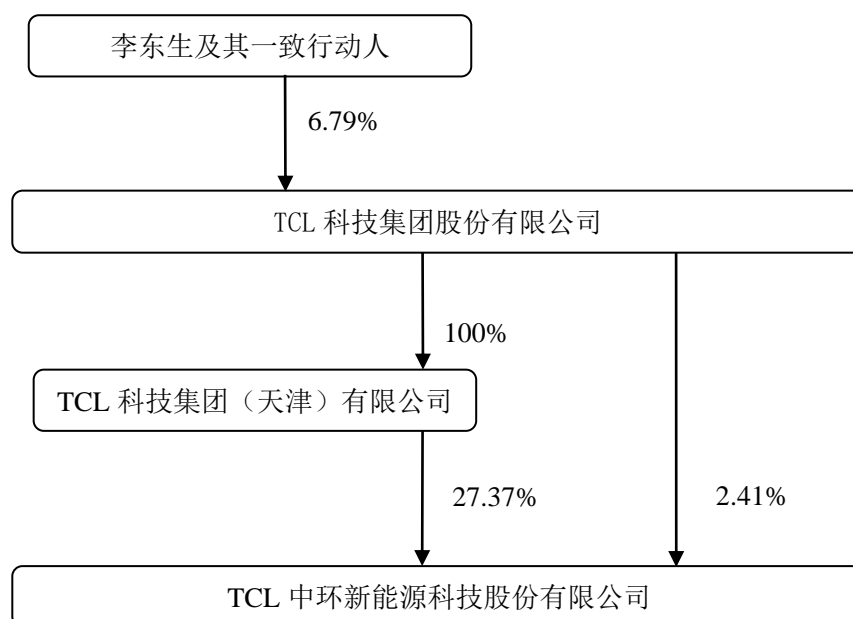 李东生及其一致行动人
6.79%
TCL 科技集团股份有限公司
100%
TCL 科技集团（天津）有限公司
27.37%
2.41%
TCL 中环新能源科技股份有限公司